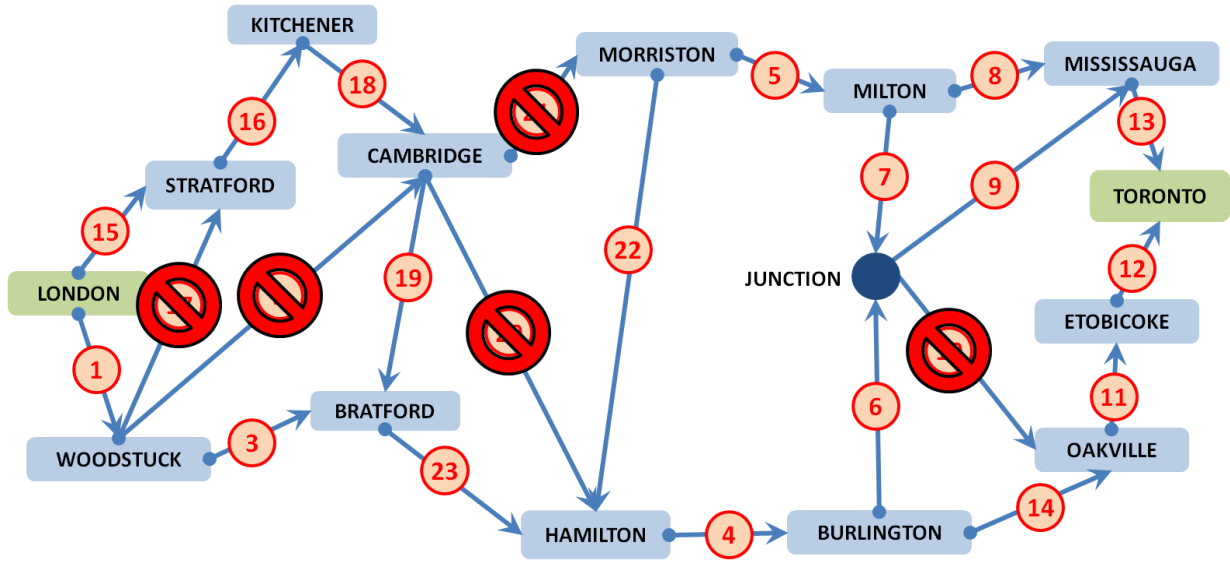 KITCHENER
MORRISTON
MISSISSAUGA
5
8
18
MILTON
13
16
CAMBRIDGE
STRATFORD
7
9
TORONTO
15
22
19
12
JUNCTION
LONDON
ETOBICOKE
1
11
BRATFORD
6
3
OAKVILLE
WOODSTUCK
23
14
HAMILTON
4
BURLINGTON